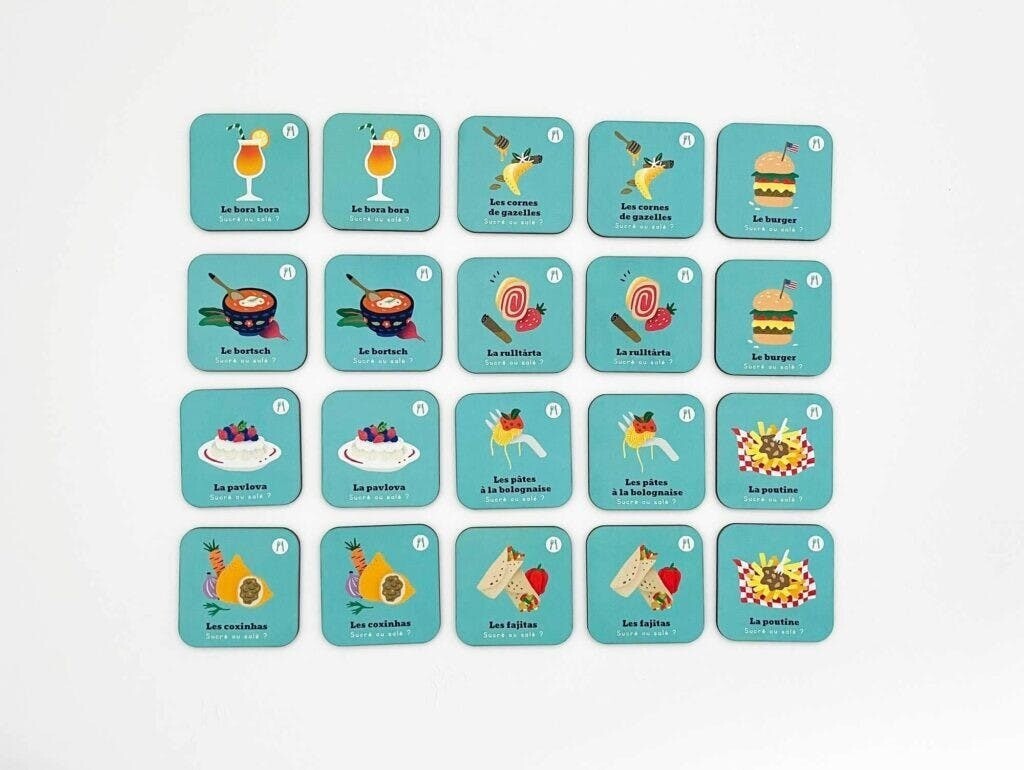 Le bora bora
Sucré ou salé ?
Le bora bora
Sucré ou salé ?
Les cornes
de gazelles
Sucré ou salé ?
Les cornes
de gazelles
Sucré ou salé ?
Le burger
Sucré ou salé ?
Le bortsch
Sucré ou salé ?
Le bortsch
Sucré ou salé ?
La rulltårta
Sucré ou salé ?
La rulltårta
Sucré ou salé ?
Le burger
Sucré ou salé ?
La pavlova
Sucré ou salé ?
La pavlova
Sucré ou salé ?
Les pâtes
à la bolognaise
Sucré ou salé ?
Les pâtes
à la bolognaise
Sucré ou salé ?
La poutine
Sucré ou salé ?
Les coxinhas
Sucré ou salé ?
Les coxinhas
Sucré ou salé ?
Les fajitas
Sucré ou salé ?
Les fajitas
Sucré ou salé ?
La poutine
Sucré ou salé ?